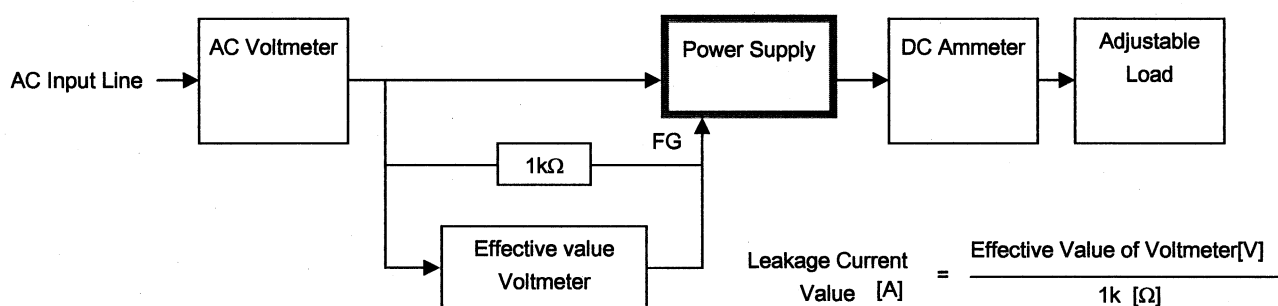 AC Voltmeter
Power Supply
DC Ammeter
Adjustable
Load
AC Input Line
FG
1kΩ
Effective value
Voltmeter
Leakage Current
Value [A]
=
Effective Value of Voltmeter[V]
1k [Ω]